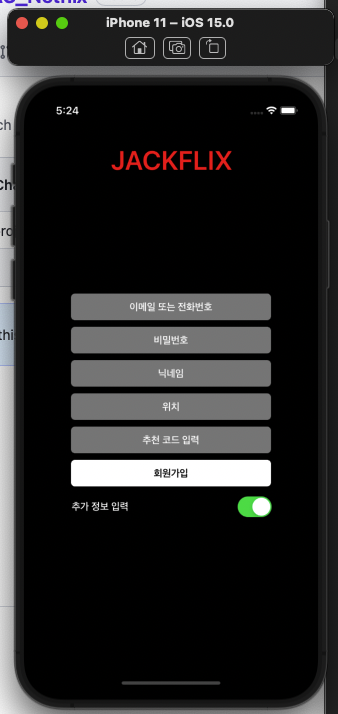 iPhone 11 – iOS 15.0
5:24
JACKFLIX
이메일 또는 전화번호
비밀번호
닉네임
위치
추천 코드 입력
회원가입
추가 정보 입력